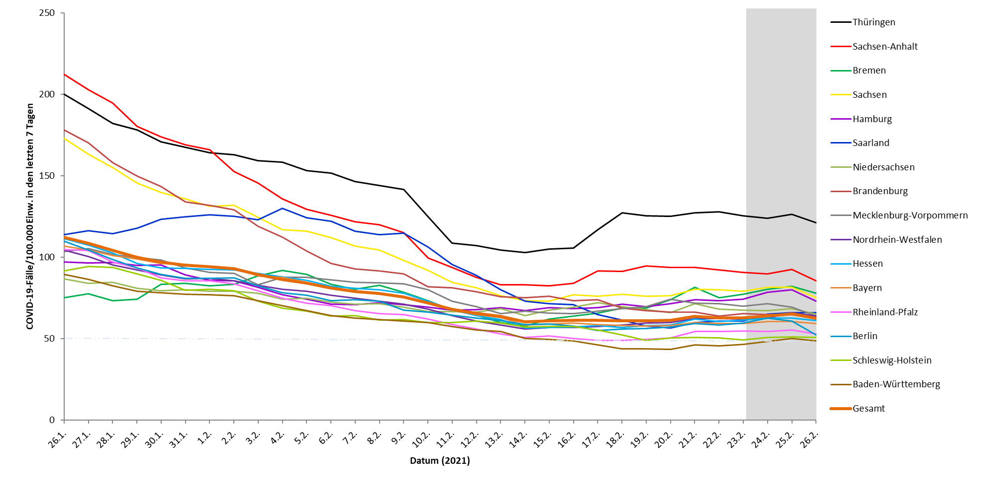 250
200
150
100
50
0
COVID-19-Fälle/100.000 Einw. in den letzten 7 Tagen
26.1.
27.1.
28.1.
29.1.
30.1.
31.1.
1.2.
2.2.
3.2.
4.2.
5.2.
6.2.
7.2.
8.2.
9.2.
10.2.
11.2.
12.2.
13.2.
14.2.
15.2.
16.2.
17.2.
18.2.
19.2.
20.2.
21.2.
22.2.
23.2.
24.2.
25.2.
26.2.
Datum (2021)
Thüringen
Sachsen-Anhalt
Bremen
Sachsen
Hamburg
Saarland
Niedersachsen
Brandenburg
Mecklenburg-Vorpommern
Nordrhein-Westfalen
Hessen
Bayern
Rheinland-Pfalz
Berlin
Schleswig-Holstein
Baden-Württemberg
Gesamt